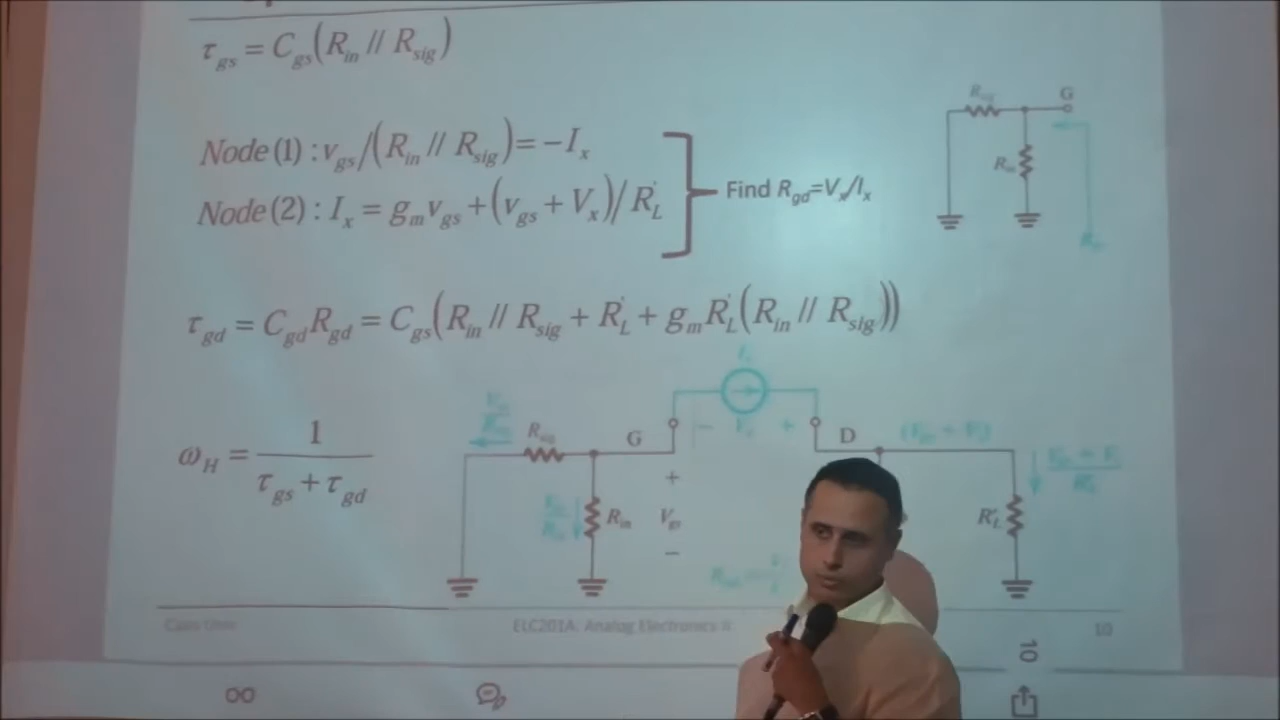 τgs = Cgs(Rin // Rsig)
Node(1) : vgs/(Rin // Rsig) = −Ix
Node(2) : Ix = gmvgs + (vgs + Vx)/R'L
Find Rgd=Vx/Ix
G
Rin
τgd = CgdRgd = Cgs(Rin // Rsig + R'L + gmR'L(Rin // Rsig))
ωH = 1 / (τgs + τgd)
Rsig
G
− Vx +
D
+
Rin
Vgs
−
R'L
ELC201A: Analog Electronics II
10
10